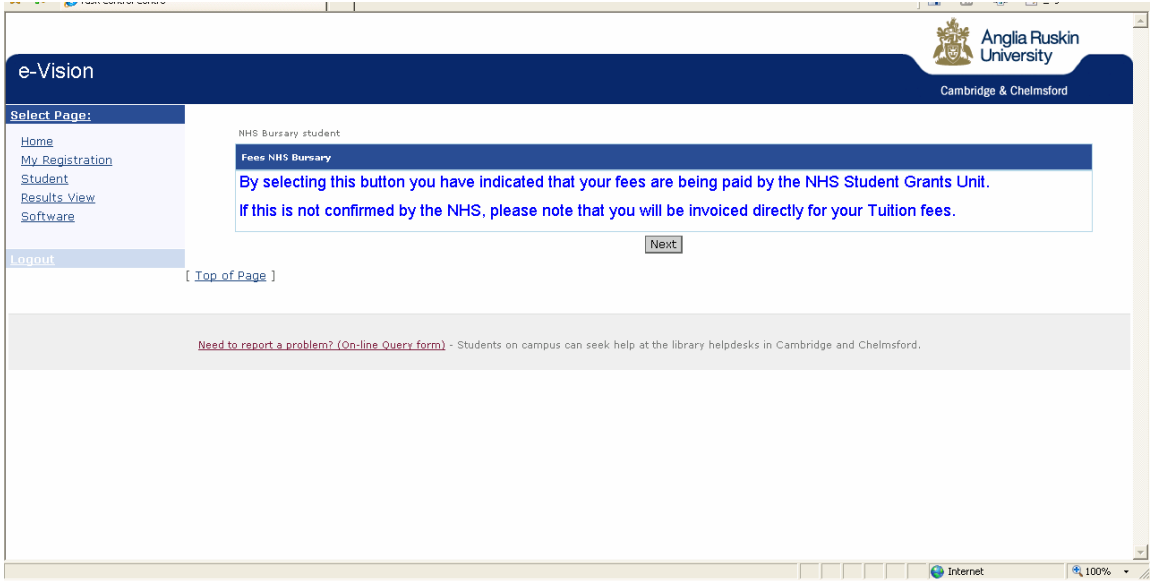 Anglia Ruskin
University
Cambridge & Chelmsford
e-Vision
Select Page:
Home
My Registration
Student
Results View
Software
Logout
NHS Bursary student
Fees NHS Bursary
By selecting this button you have indicated that your fees are being paid by the NHS Student Grants Unit.
If this is not confirmed by the NHS, please note that you will be invoiced directly for your Tuition fees.
Next
[ Top of Page ]
Need to report a problem? (On-line Query form) - Students on campus can seek help at the library helpdesks in Cambridge and Chelmsford.
Internet
100%